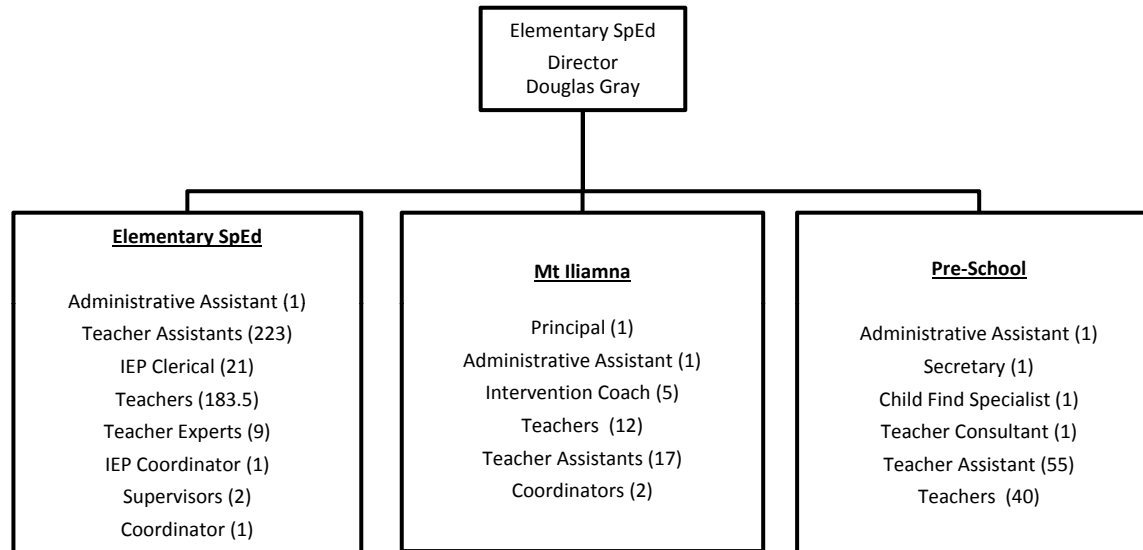 Elementary SpEd
Director
Douglas Gray
Elementary SpEd
Administrative Assistant (1)
Teacher Assistants (223)
IEP Clerical (21)
Teachers (183.5)
Teacher Experts (9)
IEP Coordinator (1)
Supervisors (2)
Coordinator (1)
Mt Iliamna
Principal (1)
Administrative Assistant (1)
Intervention Coach (5)
Teachers  (12)
Teacher Assistants (17)
Coordinators (2)
Pre-School
Administrative Assistant (1)
Secretary (1)
Child Find Specialist (1)
Teacher Consultant (1)
Teacher Assistant (55)
Teachers  (40)